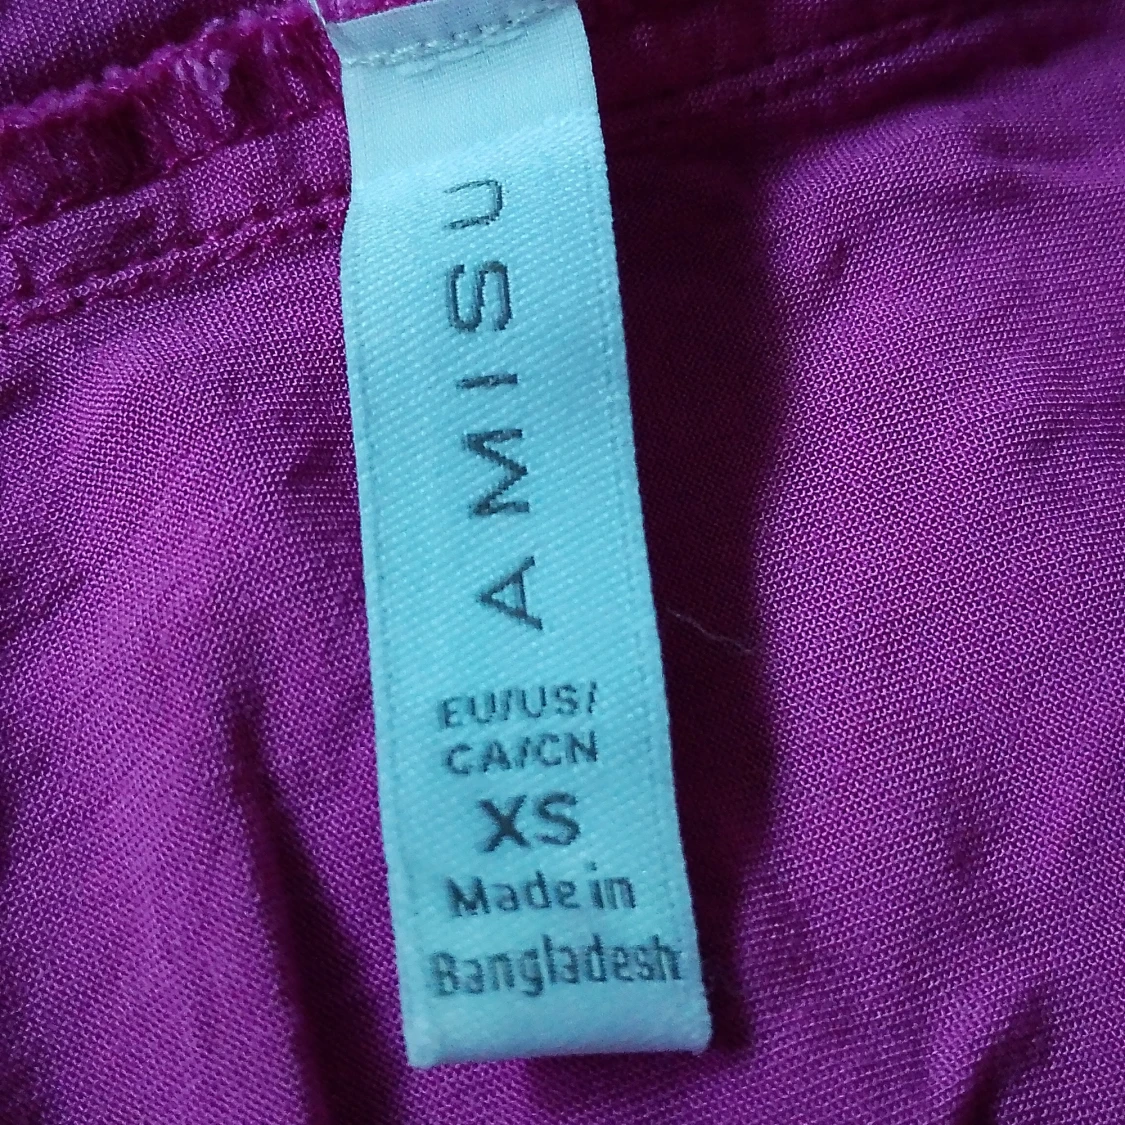 AMISU
EU/US/
CA/CN
XS
Made in
Bangladesh